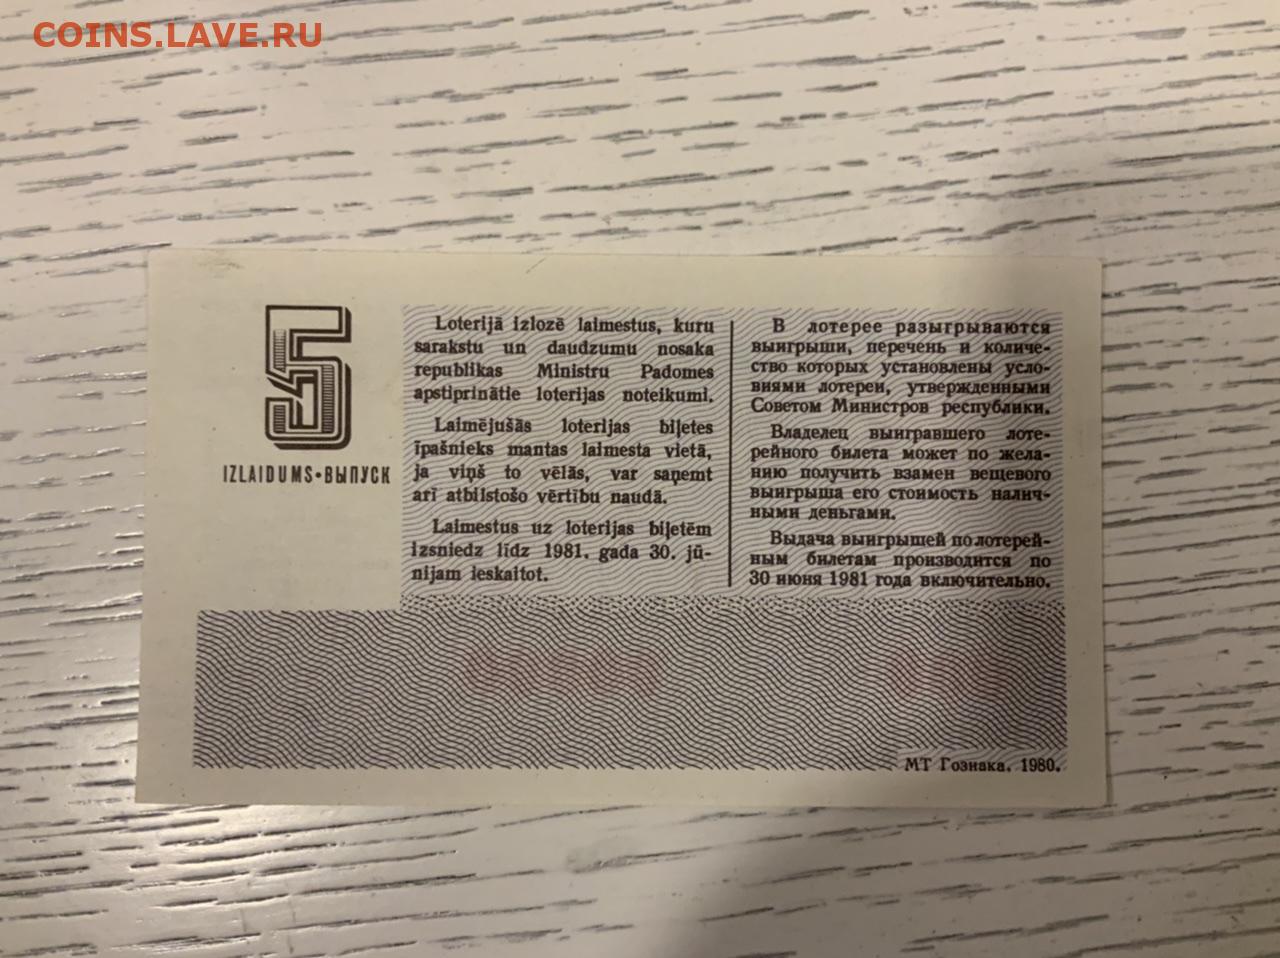 COINS.LAVE.RU
5
IZLAIDUMS•ВЫПУСК
Loterijā izlozē laimestus, kuru
sarakstu un daudzumu nosaka
republikas Ministru Padomes
apstiprinātie loterijas noteikumi.
Laimējušās loterijas biļetes
īpašnieks mantas laimesta vietā,
ja viņš to vēlās, var saņemt
arī atbilstošo vērtību naudā.
Laimestus uz loterijas biļetēm
izsniedz līdz 1981. gada 30. jū-
nijam ieskaitot.
В лотерее разыгрываются
выигрыши, перечень и количе-
ство которых установлены усло-
виями лотереи, утвержденными
Советом Министров республики.
Владелец выигравшего лоте-
рейного билета может по жела-
нию получить взамен вещевого
выигрыша его стоимость налич-
ными деньгами.
Выдача выигрышей по лотерей-
ным билетам производится по
30 июня 1981 года включительно.
МТ Гознака. 1980.